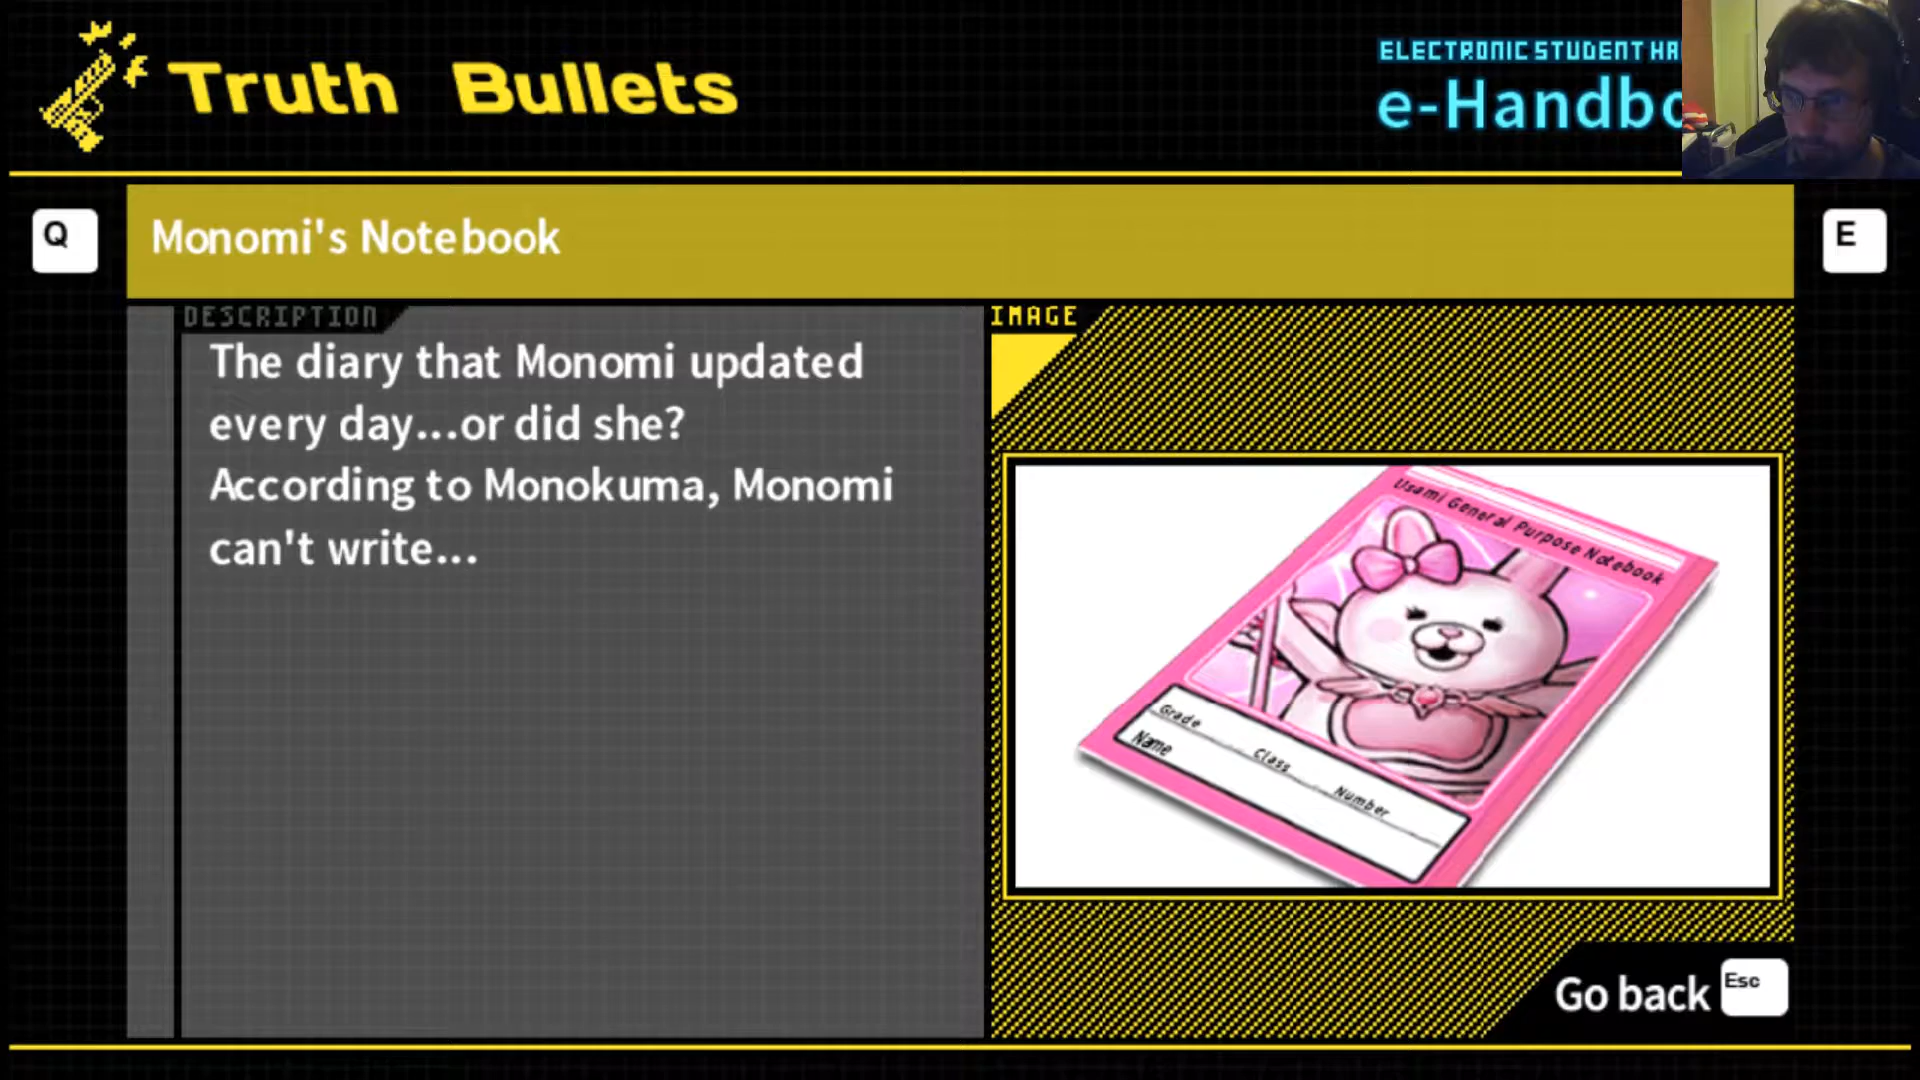 Truth Bullets
ELECTRONIC STUDENT HA
e-Handbo
Q
Monomi's Notebook
E
DESCRIPTION
The diary that Monomi updated
every day...or did she?
According to Monokuma, Monomi
can't write...
IMAGE
Usami General Purpose Notebook
Grade
Class
Number
Name
Go back
Esc